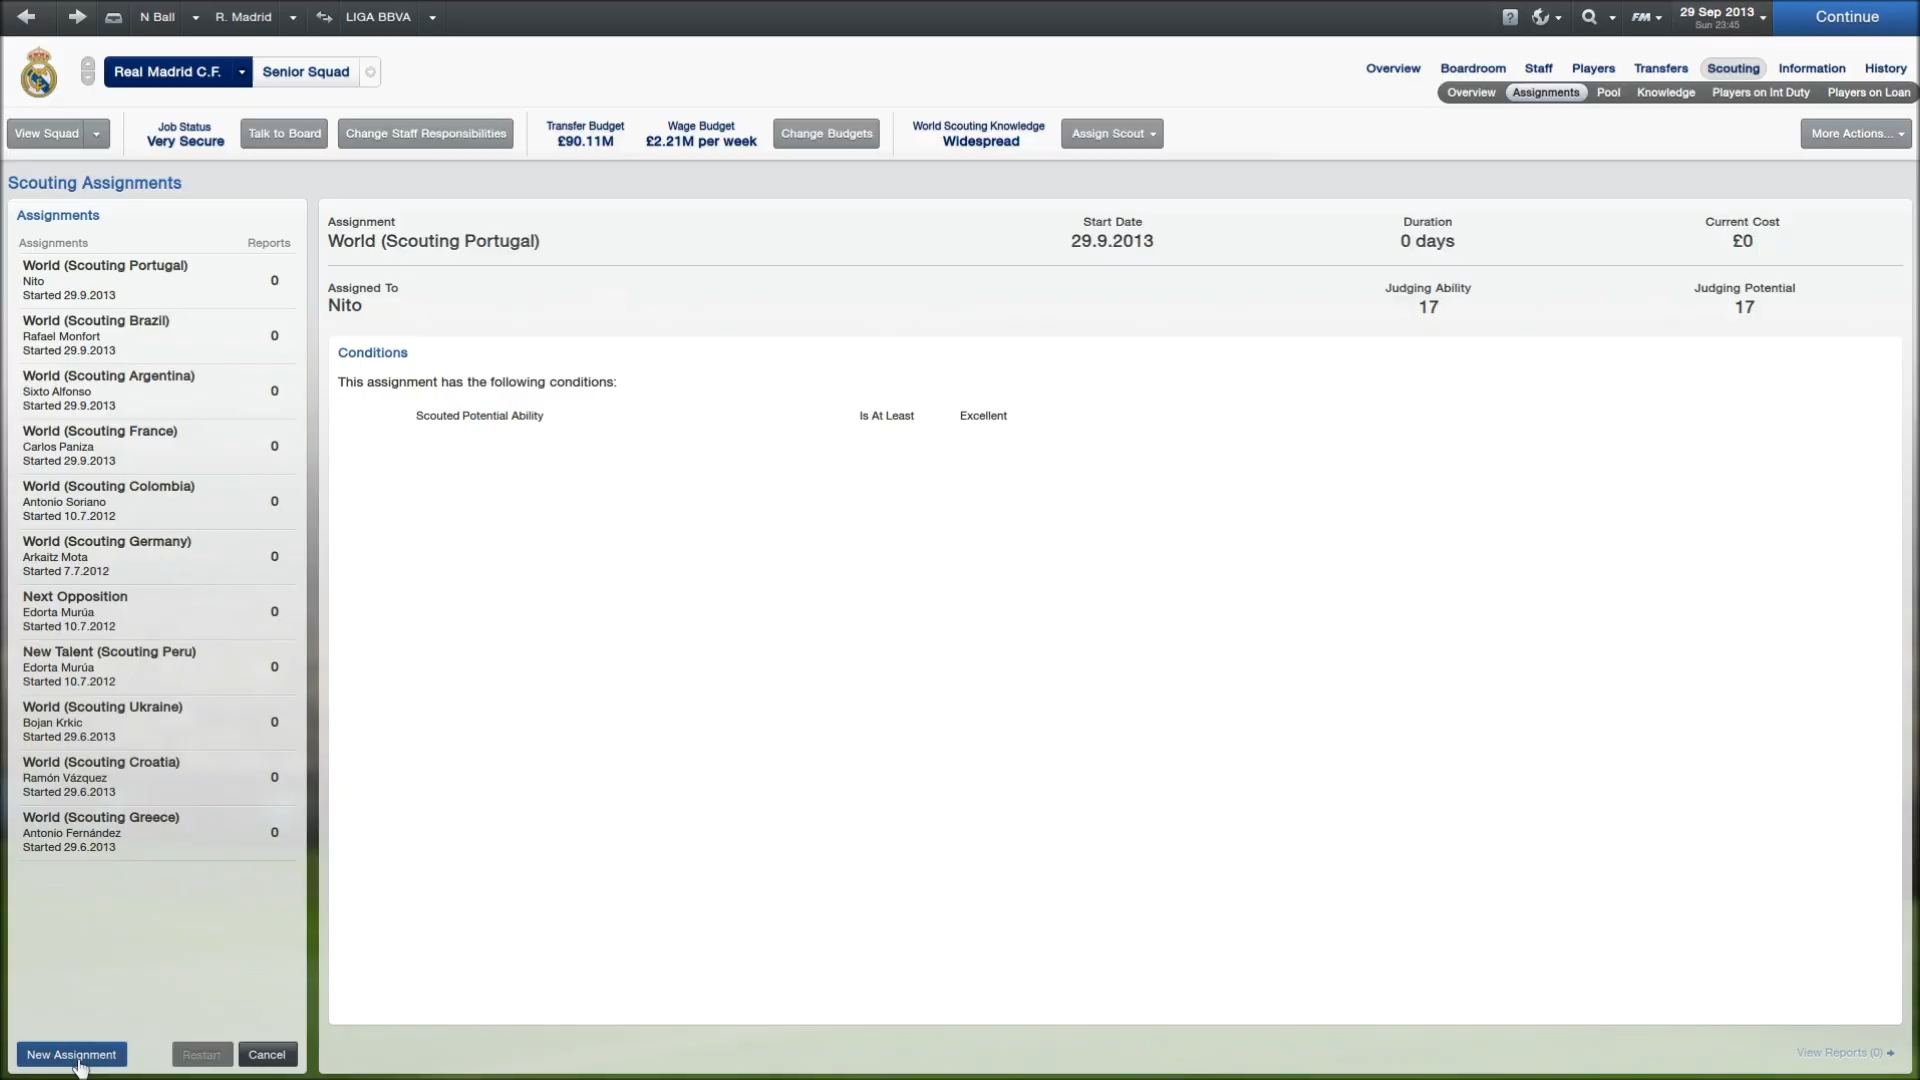 N Ball R. Madrid LIGA BBVA ? FM 29 Sep 2013 Continue
Sun 23:45
Real Madrid C.F. Senior Squad
Overview Boardroom Staff Players Transfers Scouting Information History
Overview Assignments Pool Knowledge Players on Int Duty Players on Loan
View Squad
Job Status
Very Secure
Talk to Board
Change Staff Responsibilities
Transfer Budget
£90.11M
Wage Budget
£2.21M per week
Change Budgets
World Scouting Knowledge
Widespread
Assign Scout
More Actions...
Scouting Assignments
Assignments
Assignments Reports
World (Scouting Portugal)
Nito 0
Started 29.9.2013
World (Scouting Brazil)
Rafael Monfort 0
Started 29.9.2013
World (Scouting Argentina)
Sixto Alfonso 0
Started 29.9.2013
World (Scouting France)
Carlos Paniza 0
Started 29.9.2013
World (Scouting Colombia)
Antonio Soriano 0
Started 10.7.2012
World (Scouting Germany)
Arkaitz Mota 0
Started 7.7.2012
Next Opposition
Edorta Murúa 0
Started 10.7.2012
New Talent (Scouting Peru)
Edorta Murúa 0
Started 10.7.2012
World (Scouting Ukraine)
Bojan Krkic 0
Started 29.6.2013
World (Scouting Croatia)
Ramón Vázquez 0
Started 29.6.2013
World (Scouting Greece)
Antonio Fernández 0
Started 29.6.2013
New Assignment Restart Cancel
Assignment Start Date Duration Current Cost
World (Scouting Portugal) 29.9.2013 0 days £0
Assigned To Judging Ability Judging Potential
Nito 17 17
Conditions
This assignment has the following conditions:
Scouted Potential Ability Is At Least Excellent
View Reports (0)